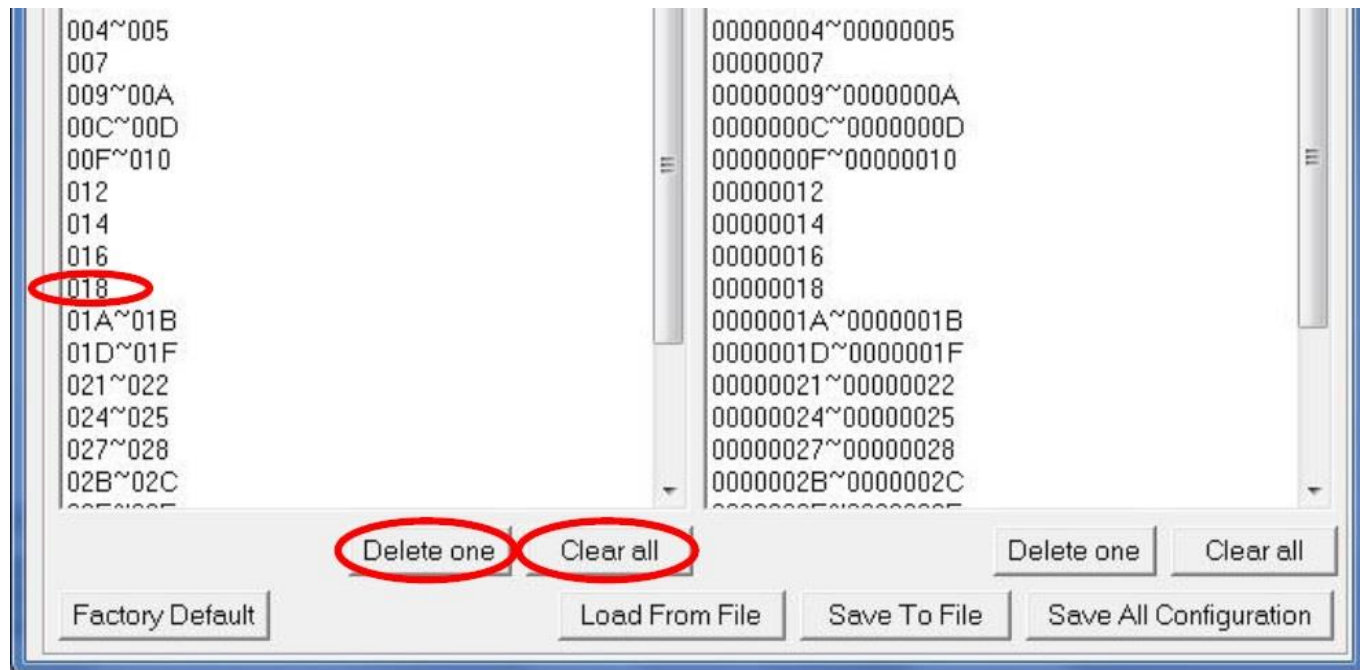 004~005
007
009~00A
00C~00D
00F~010
012
014
016
018
01A~01B
01D~01F
021~022
024~025
027~028
02B~02C
00000004~00000005
00000007
00000009~0000000A
0000000C~0000000D
0000000F~00000010
00000012
00000014
00000016
00000018
0000001A~0000001B
0000001D~0000001F
00000021~00000022
00000024~00000025
00000027~00000028
0000002B~0000002C
Delete one Clear all Delete one Clear all
Factory Default Load From File Save To File Save All Configuration